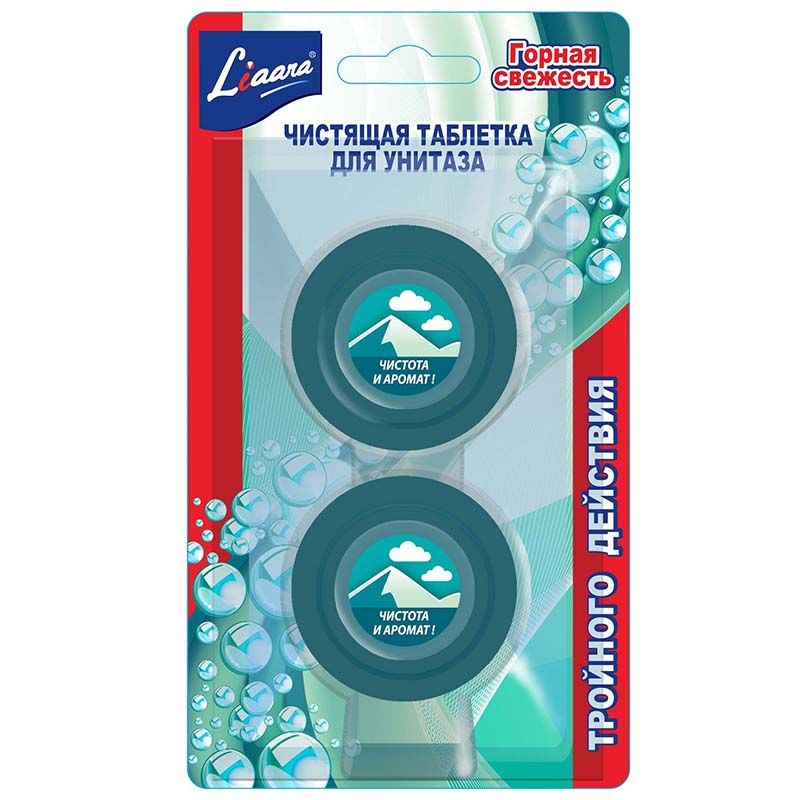 Liaara®
Горная
свежесть
ЧИСТЯЩАЯ ТАБЛЕТКА
ДЛЯ УНИТАЗА
ЧИСТОТА
И АРОМАТ!
ЧИСТОТА
И АРОМАТ!
ТРОЙНОГО ДЕЙСТВИЯ